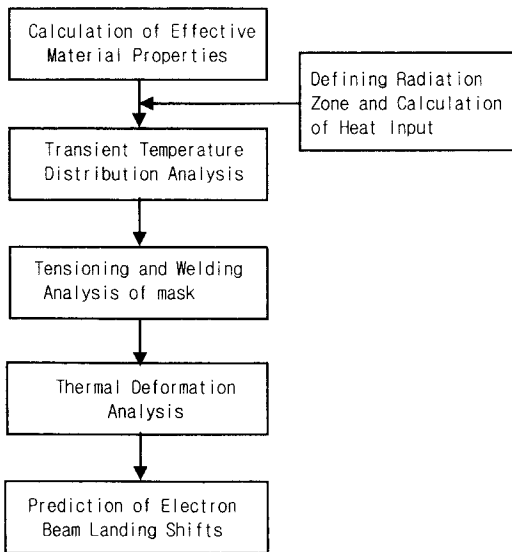 Calculation of Effective
Material Properties
Defining Radiation
Zone and Calculation
of Heat Input
Transient Temperature
Distribution Analysis
Tensioning and Welding
Analysis of mask
Thermal Deformation
Analysis
Prediction of Electron
Beam Landing Shifts